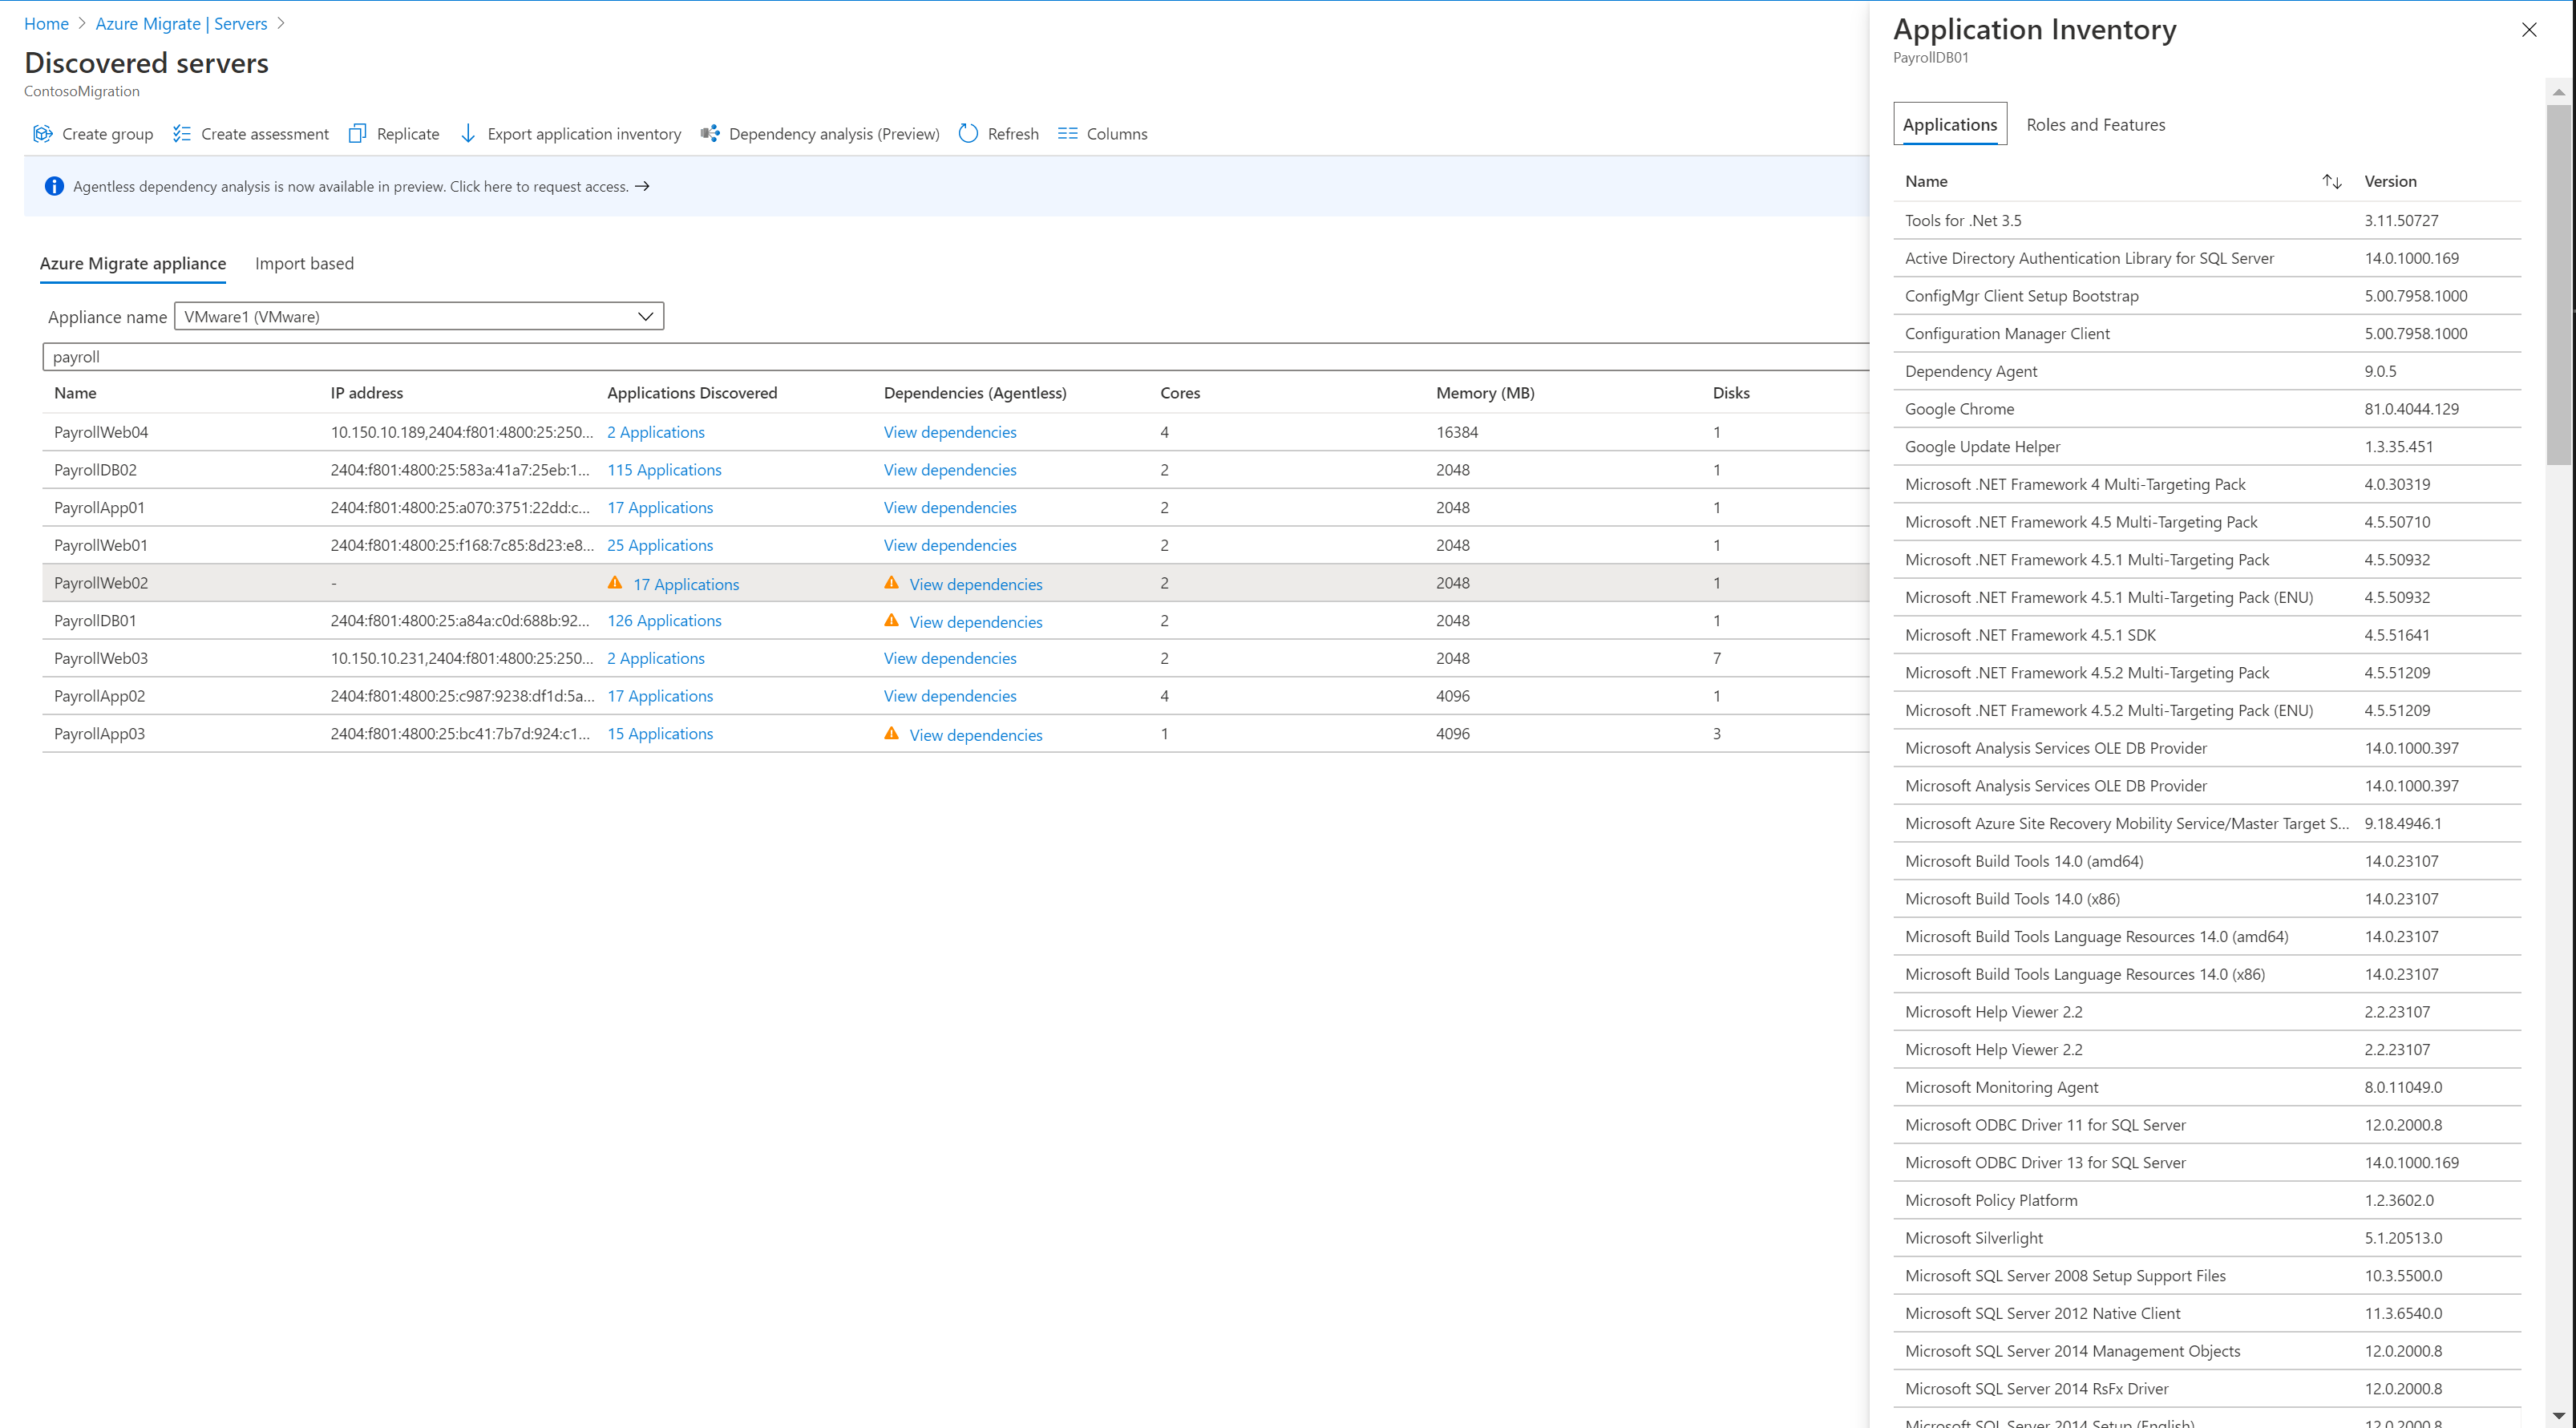 Home > Azure Migrate | Servers >
Discovered servers
ContosoMigration
Create group Create assessment Replicate Export application inventory Dependency analysis (Preview) Refresh Columns
Agentless dependency analysis is now available in preview. Click here to request access. →
Azure Migrate appliance Import based
Appliance name VMware1 (VMware)
payroll
Name IP address Applications Discovered Dependencies (Agentless) Cores Memory (MB) Disks
PayrollWeb04 10.150.10.189,2404:f801:4800:25:250... 2 Applications View dependencies 4 16384 1
PayrollDB02 2404:f801:4800:25:583a:41a7:25eb:1... 115 Applications View dependencies 2 2048 1
PayrollApp01 2404:f801:4800:25:a070:3751:22dd:c... 17 Applications View dependencies 2 2048 1
PayrollWeb01 2404:f801:4800:25:f168:7c85:8d23:e8... 25 Applications View dependencies 2 2048 1
PayrollWeb02 - 17 Applications View dependencies 2 2048 1
PayrollDB01 2404:f801:4800:25:a84a:c0d:688b:92... 126 Applications View dependencies 2 2048 1
PayrollWeb03 10.150.10.231,2404:f801:4800:25:250... 2 Applications View dependencies 2 2048 7
PayrollApp02 2404:f801:4800:25:c987:9238:df1d:5a... 17 Applications View dependencies 4 4096 1
PayrollApp03 2404:f801:4800:25:bc41:7b7d:924:c1... 15 Applications View dependencies 1 4096 3
Application Inventory
PayrollDB01
Applications Roles and Features
Name Version
Tools for .Net 3.5 3.11.50727
Active Directory Authentication Library for SQL Server 14.0.1000.169
ConfigMgr Client Setup Bootstrap 5.00.7958.1000
Configuration Manager Client 5.00.7958.1000
Dependency Agent 9.0.5
Google Chrome 81.0.4044.129
Google Update Helper 1.3.35.451
Microsoft .NET Framework 4 Multi-Targeting Pack 4.0.30319
Microsoft .NET Framework 4.5 Multi-Targeting Pack 4.5.50710
Microsoft .NET Framework 4.5.1 Multi-Targeting Pack 4.5.50932
Microsoft .NET Framework 4.5.1 Multi-Targeting Pack (ENU) 4.5.50932
Microsoft .NET Framework 4.5.1 SDK 4.5.51641
Microsoft .NET Framework 4.5.2 Multi-Targeting Pack 4.5.51209
Microsoft .NET Framework 4.5.2 Multi-Targeting Pack (ENU) 4.5.51209
Microsoft Analysis Services OLE DB Provider 14.0.1000.397
Microsoft Analysis Services OLE DB Provider 14.0.1000.397
Microsoft Azure Site Recovery Mobility Service/Master Target S... 9.18.4946.1
Microsoft Build Tools 14.0 (amd64) 14.0.23107
Microsoft Build Tools 14.0 (x86) 14.0.23107
Microsoft Build Tools Language Resources 14.0 (amd64) 14.0.23107
Microsoft Build Tools Language Resources 14.0 (x86) 14.0.23107
Microsoft Help Viewer 2.2 2.2.23107
Microsoft Help Viewer 2.2 2.2.23107
Microsoft Monitoring Agent 8.0.11049.0
Microsoft ODBC Driver 11 for SQL Server 12.0.2000.8
Microsoft ODBC Driver 13 for SQL Server 14.0.1000.169
Microsoft Policy Platform 1.2.3602.0
Microsoft Silverlight 5.1.20513.0
Microsoft SQL Server 2008 Setup Support Files 10.3.5500.0
Microsoft SQL Server 2012 Native Client 11.3.6540.0
Microsoft SQL Server 2014 Management Objects 12.0.2000.8
Microsoft SQL Server 2014 RsFx Driver 12.0.2000.8
Microsoft SQL Server 2014 Setup (English) 12.0.2000.8